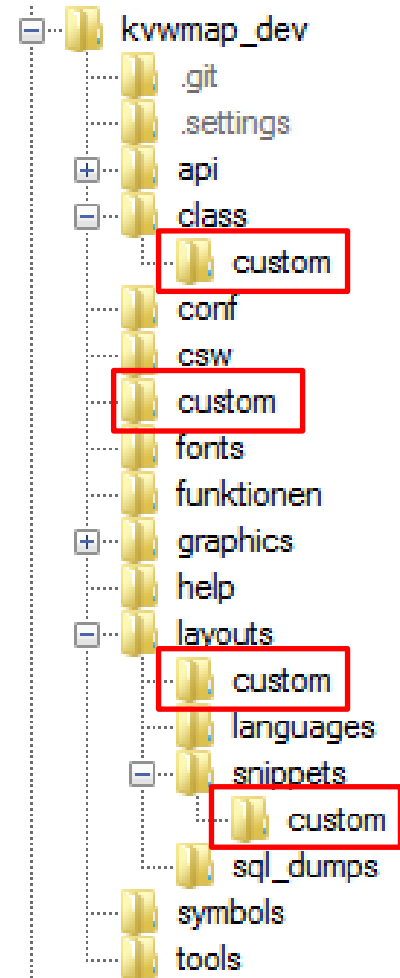 kvwmap_dev
.git
.settings
api
class
custom
conf
csw
custom
fonts
funktionen
graphics
help
layouts
custom
languages
snippets
custom
sql_dumps
symbols
tools